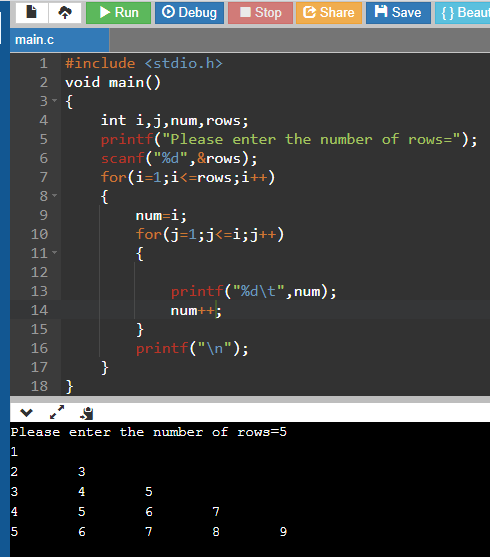 Run Debug Stop Share Save { } Beaut
main.c
1 #include <stdio.h>
2 void main()
3 {
4 int i,j,num,rows;
5 printf("Please enter the number of rows=");
6 scanf("%d",&rows);
7 for(i=1;i<=rows;i++)
8 {
9 num=i;
10 for(j=1;j<=i;j++)
11 {
12
13 printf("%d\t",num);
14 num++;
15 }
16 printf("\n");
17 }
18 }
Please enter the number of rows=5
1
2 3
3 4 5
4 5 6 7
5 6 7 8 9